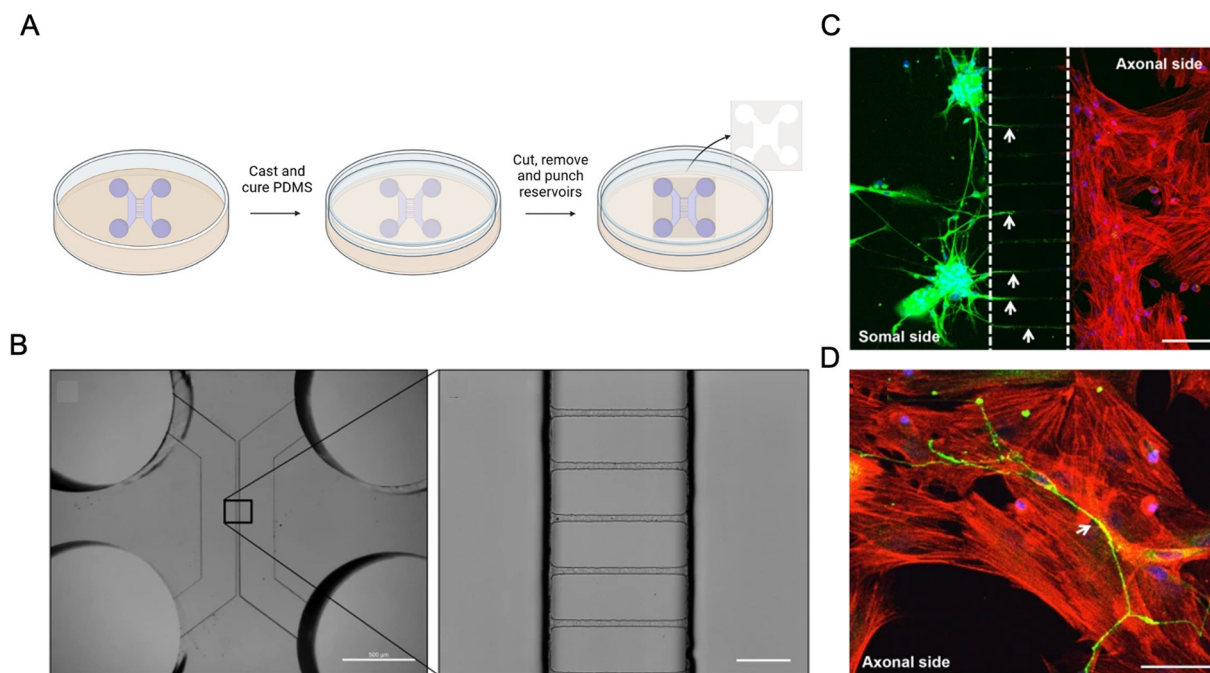 A
Cast and
cure PDMS
Cut, remove
and punch
reservoirs
B
500 µm
C
Axonal side
Somal side
D
Axonal side